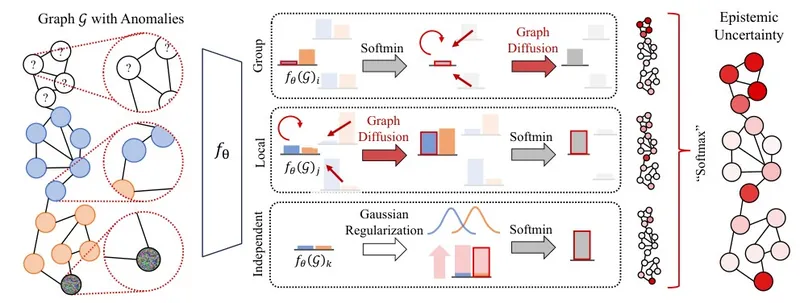 Graph 𝒢 with Anomalies
?
?
?
?
?
?
?
f_θ
Group
f_θ(𝒢)_i
Softmin
Graph
Diffusion
Local
f_θ(𝒢)_j
Graph
Diffusion
Softmin
Independent
f_θ(𝒢)_k
Gaussian
Regularization
Softmin
"Softmax"
Epistemic
Uncertainty